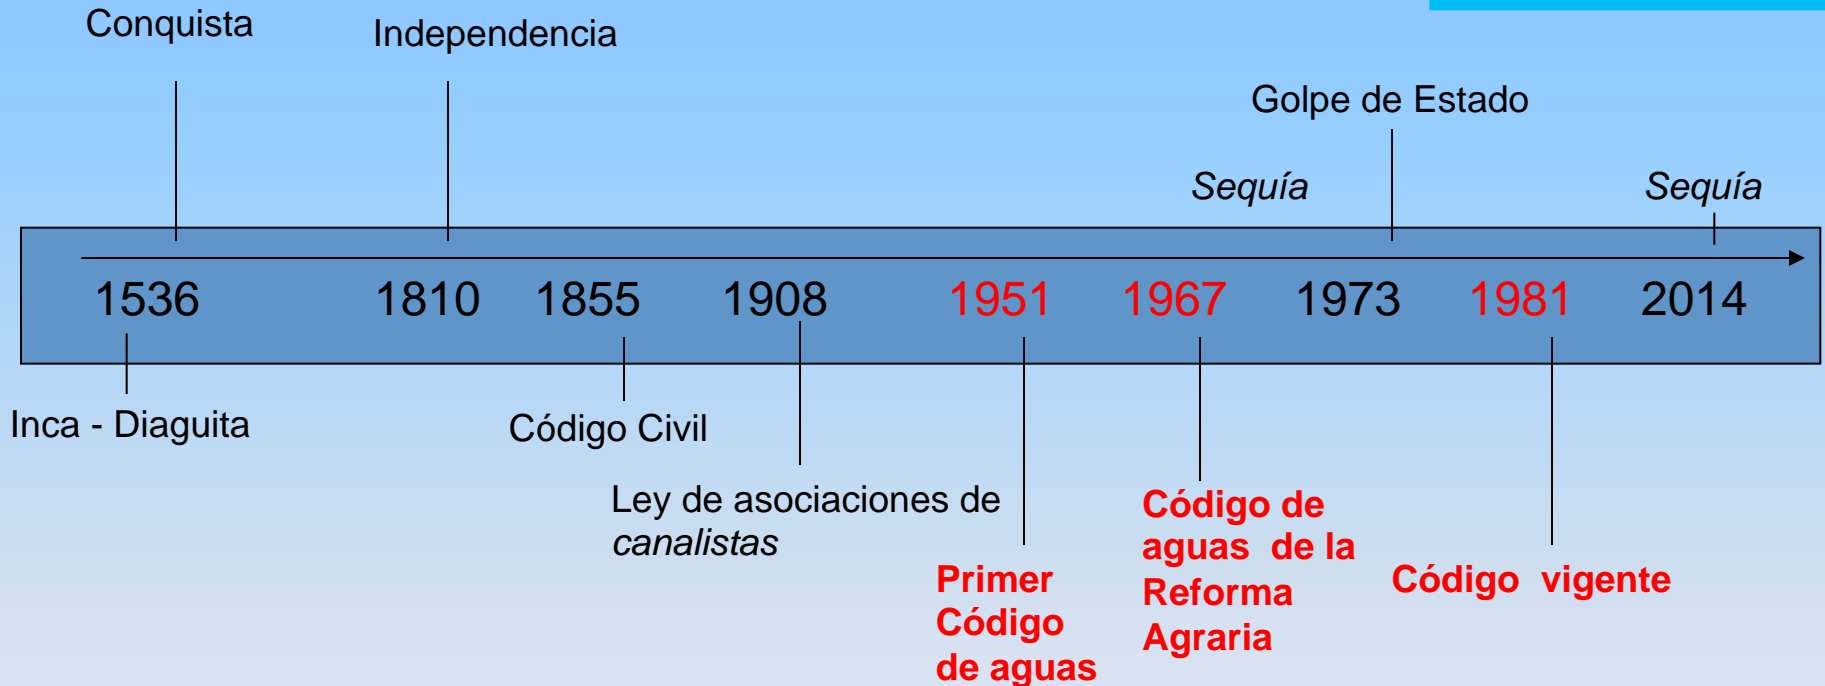 Conquista
Independencia
Golpe de Estado
Sequía
Sequía
1536 1810 1855 1908 1951 1967 1973 1981 2014
Inca - Diaguita
Código Civil
Ley de asociaciones de
canalistas
Primer
Código
de aguas
Código de
aguas de la
Reforma
Agraria
Código vigente